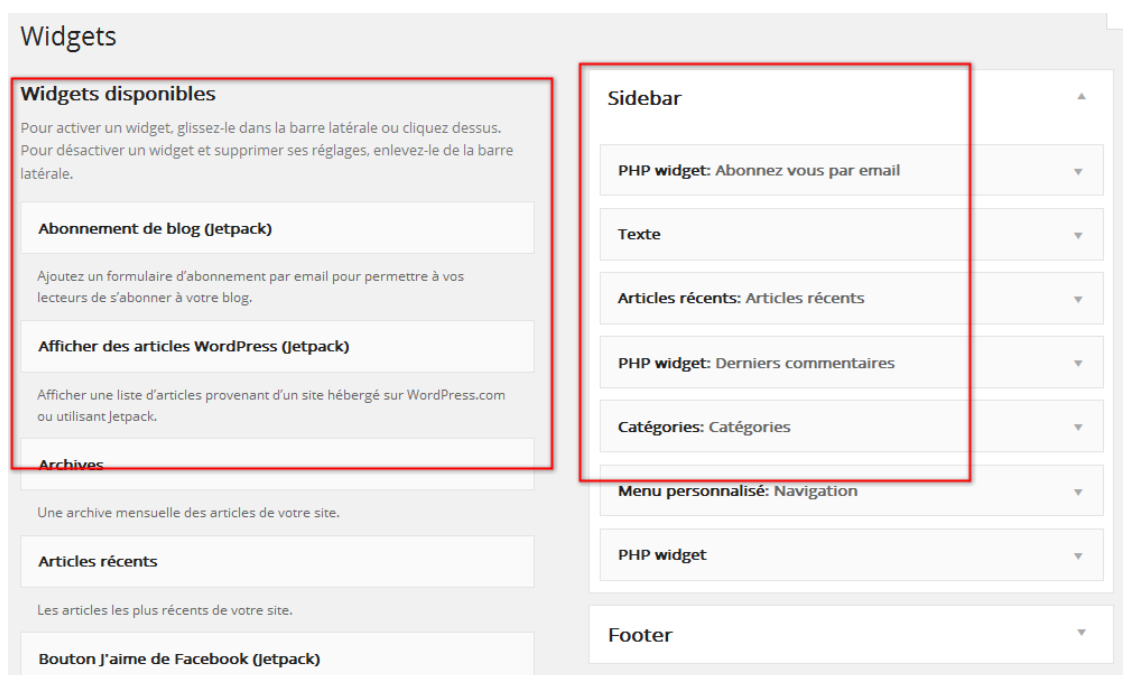 Widgets
Widgets disponibles
Pour activer un widget, glissez-le dans la barre latérale ou cliquez dessus.
Pour désactiver un widget et supprimer ses réglages, enlevez-le de la barre
latérale.
Abonnement de blog (Jetpack)
Ajoutez un formulaire d'abonnement par email pour permettre à vos
lecteurs de s'abonner à votre blog.
Afficher des articles WordPress (Jetpack)
Afficher une liste d'articles provenant d'un site hébergé sur WordPress.com
ou utilisant Jetpack.
Archives
Une archive mensuelle des articles de votre site.
Articles récents
Les articles les plus récents de votre site.
Bouton J'aime de Facebook (Jetpack)
Sidebar
PHP widget: Abonnez vous par email
Texte
Articles récents: Articles récents
PHP widget: Derniers commentaires
Catégories: Catégories
Menu personnalisé: Navigation
PHP widget
Footer